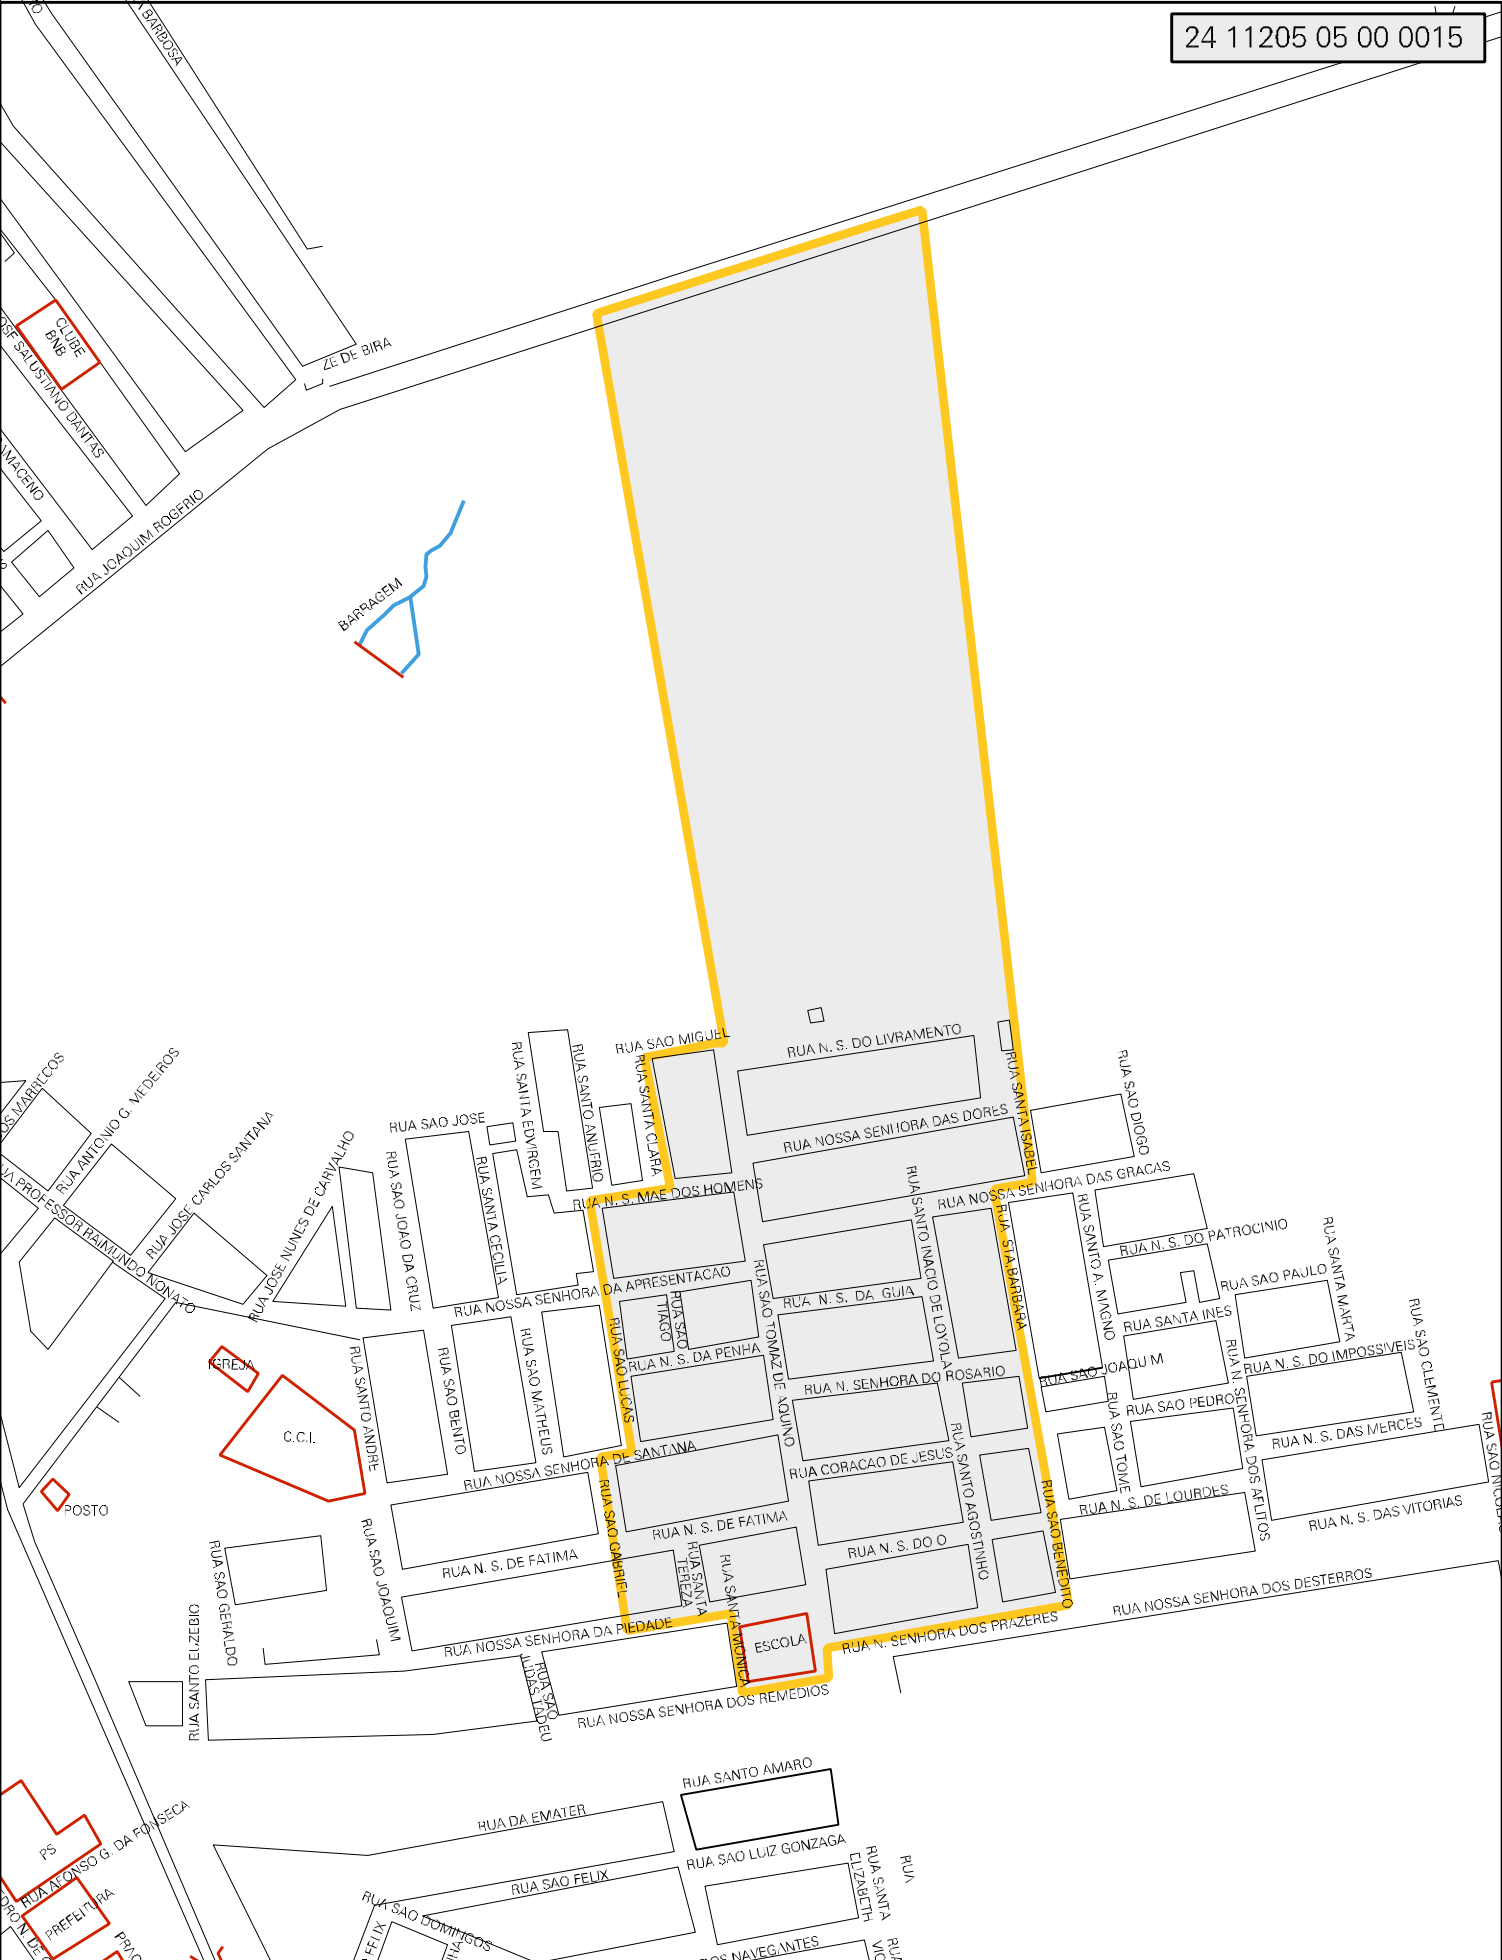 24 11205 05 00 0015
BARBOSA
ZE DE BIRA
CLUBE
BNB
SALUSTIANO DANTAS
RUA JOAQUIM ROGERIO
BARRAGEM
RUA SAO MIGUEL
RUA N. S. DO LIVRAMENTO
RUA SANTA EDVIRGEM
RUA SANTO ANUFRIO
RUA SANTA CLARA
RUA SANTA ISABEL
RUA SAO DIOGO
RUA ANTONIO G. MEDEIROS
RUA JOSE CARLOS SANTANA
RUA JOSE NUNES DE CARVALHO
PROFESSOR RAIMUNDO NONATO
RUA SAO JOSE
RUA SAO JOAO DA CRUZ
RUA SANTA CECILIA
RUA NOSSA SENHORA DAS DORES
RUA N. S. MAE DOS HOMENS
RUA NOSSA SENHORA DAS GRACAS
RUA SANTO INACIO DE LOYOLA
RUA STA.BARBARA
RUA SANTO A. MAGNO
RUA N. S. DO PATROCINIO
RUA SANTA MARTA
RUA NOSSA SENHORA DA APRESENTACAO
RUA SAO TOMAZ DE AQUINO
RUA N. S. DA GUIA
RUA SAO PAULO
RUA SANTA INES
RUA SAO
TIAGO
RUA SAO LUCAS
RUA N. S. DA PENHA
RUA SAO CLEMENTE
IGREJA
C.C.I.
POSTO
RUA SANTO ANDRE
RUA SAO BENTO
RUA SAO MATHEUS
RUA N. SENHORA DO ROSARIO
RUA SAO JOAQUIM
RUA N. S. DO IMPOSSIVEIS
RUA N. SENHORA DOS AFLITOS
RUA SAO PEDRO
RUA SAO TOME
RUA N. S. DAS MERCES
RUA SAO NICOLAS
RUA NOSSA SENHORA DE SANTANA
RUA CORACAO DE JESUS
RUA SANTO AGOSTINHO
RUA SAO BENEDITO
RUA N. S. DE LOURDES
RUA N. S. DAS VITORIAS
RUA SAO GABRIEL
RUA N. S. DE FATIMA
RUA N. S. DE FATIMA
RUA N. S. DO O
RUA SAO GERALDO
RUA SAO JOAQUIM
RUA SANTA
TEREZA
RUA SANTA MONICA
RUA NOSSA SENHORA DOS DESTERROS
RUA NOSSA SENHORA DA PIEDADE
ESCOLA
RUA N. SENHORA DOS PRAZERES
RUA SANTO EUZEBIO
RUA SAO
JUDAS TADEU
RUA NOSSA SENHORA DOS REMEDIOS
RUA SANTO AMARO
RUA DA EMATER
RUA SAO LUIZ GONZAGA
PS
RUA AFONSO G. DA FONSECA
RUA SAO FELIX
RUA SANTA
ELIZABETH
RUA
PREFEITURA
RUA SAO DOMINGOS
FELIX
NAVEGANTES
RUA